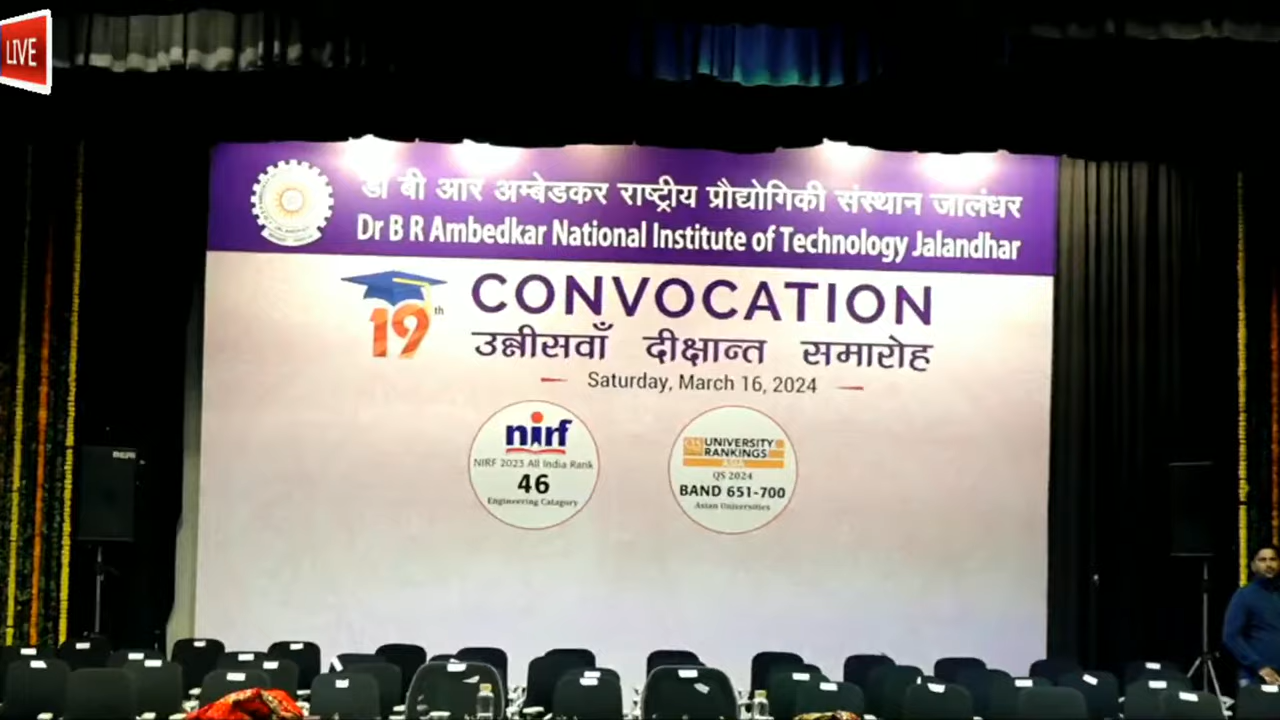 LIVE
डॉ बी आर अम्बेडकर राष्ट्रीय प्रौद्योगिकी संस्थान जालंधर
Dr B R Ambedkar National Institute of Technology Jalandhar
19th
CONVOCATION
उन्नीसवाँ दीक्षान्त समारोह
Saturday, March 16, 2024
nirf
NIRF 2023 All India Rank
46
Engineering Catagory
UNIVERSITY
RANKINGS
ASIA
QS 2024
BAND 651-700
Asian Universities